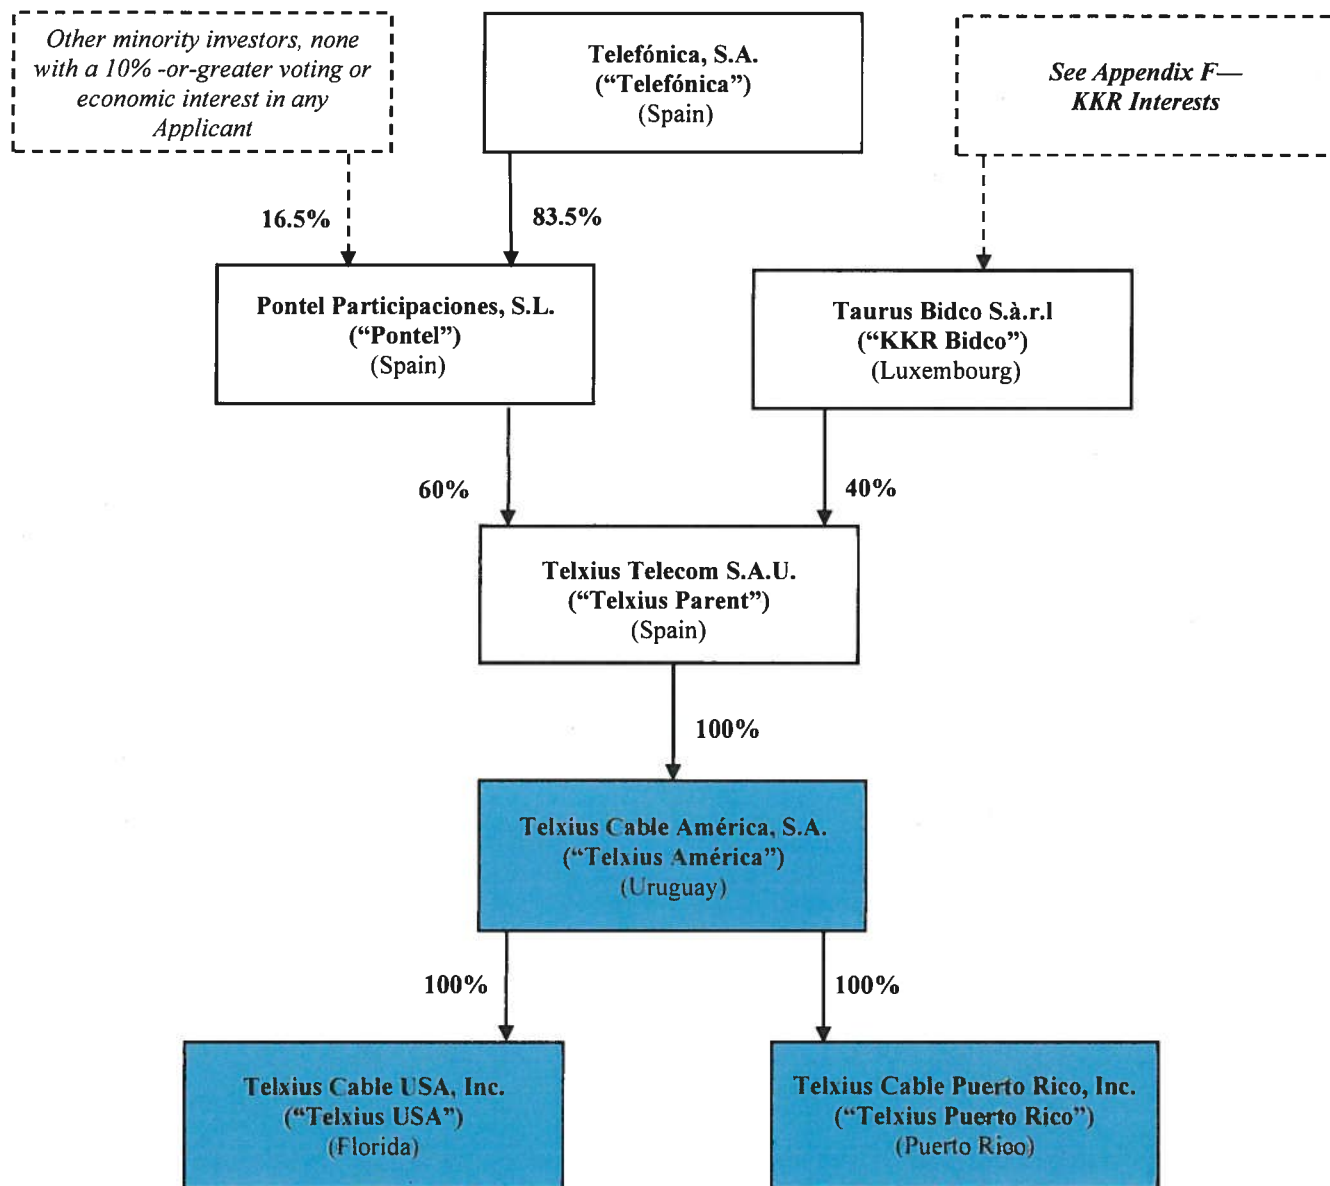 Other minority investors, none
with a 10% -or-greater voting or
economic interest in any
Applicant
Telefónica, S.A.
(“Telefónica”)
(Spain)
See Appendix F—
KKR Interests
16.5%
83.5%
Pontel Participaciones, S.L.
(“Pontel”)
(Spain)
Taurus Bidco S.à.r.l
(“KKR Bidco”)
(Luxembourg)
60%
40%
Telxius Telecom S.A.U.
(“Telxius Parent”)
(Spain)
100%
Telxius Cable América, S.A.
(“Telxius América”)
(Uruguay)
100%
100%
Telxius Cable USA, Inc.
(“Telxius USA”)
(Florida)
Telxius Cable Puerto Rico, Inc.
(“Telxius Puerto Rico”)
(Puerto Rico)